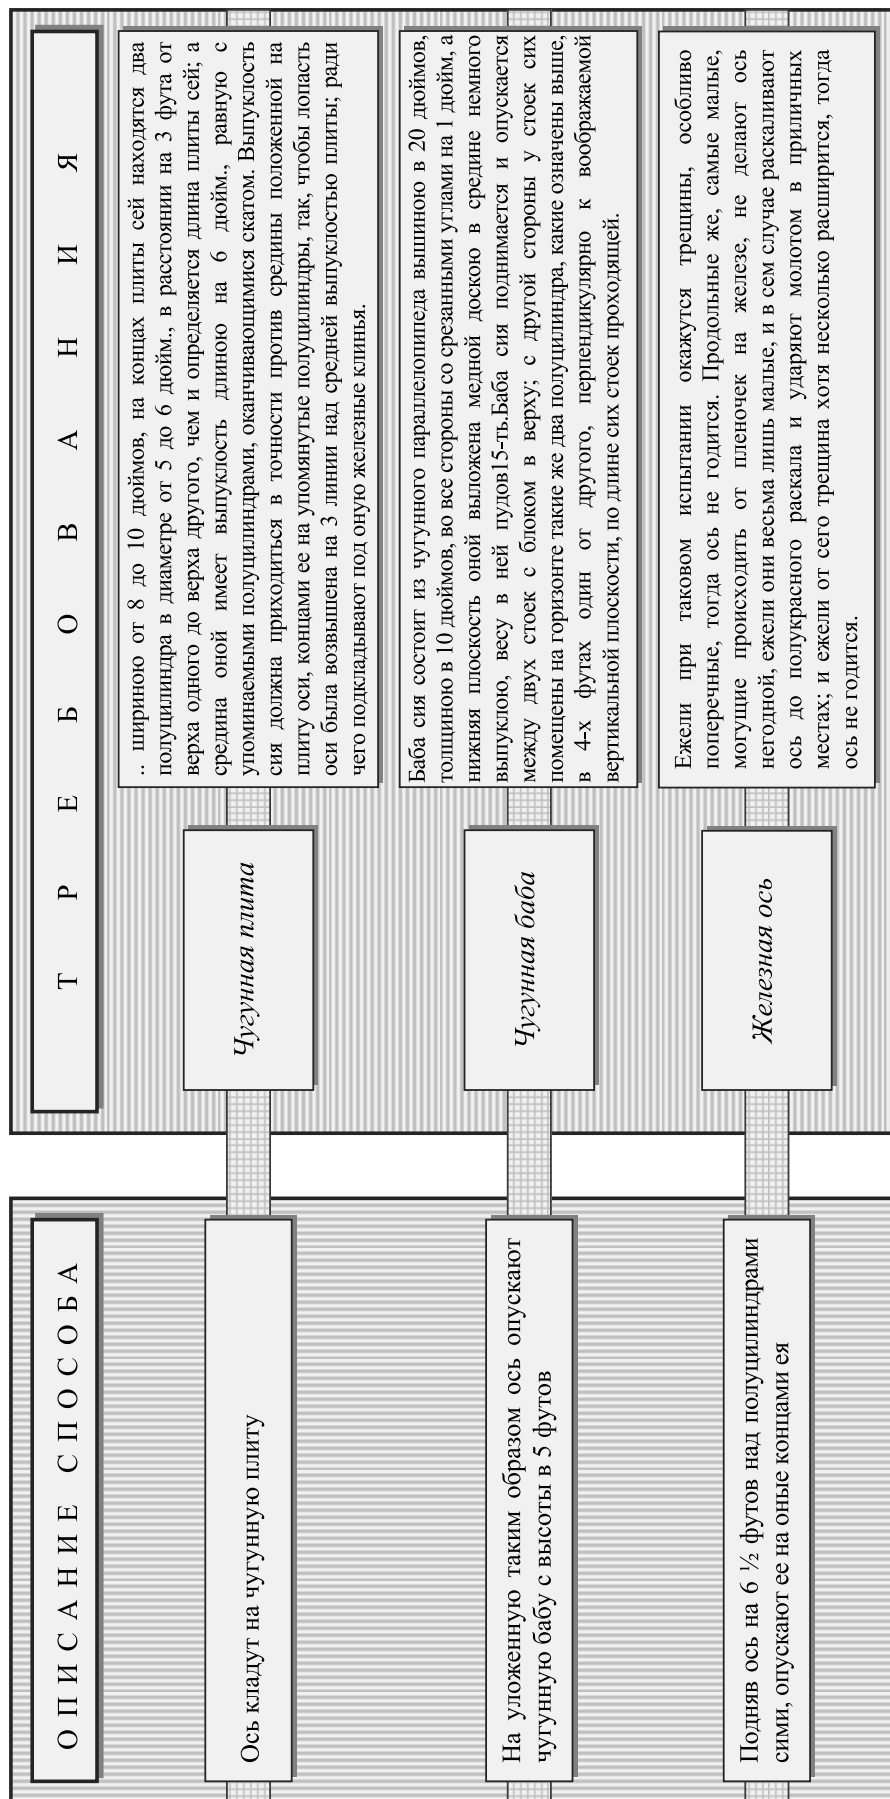 ОПИСАНИЕ СПОСОБА
Ось кладут на чугунную плиту
На уложенную таким образом ось опускают
чугунную бабу с высоты в 5 футов
Подняв ось на 6 ½ футов над полуцилиндрами
сими, опускают ее на оные концами ея
ТРЕБОВАНИЯ
Чугунная плита
.. шириною от 8 до 10 дюймов, на концах плиты сей находятся два
полуцилиндра в диаметре от 5 до 6 дюйм., в расстоянии на 3 фута от
верха одного до верха другого, чем и определяется длина плиты сей; а
средина оной имеет выпуклость длиною на 6 дюйм., равную с
упоминаемыми полуцилиндрами, оканчивающимися скатом. Выпуклость
сия должна приходиться в точности против средины положенной на
плиту оси, концами ее на упомянутые полуцилиндры, так, чтобы лопасть
оси была возвышена на 3 линии над средней выпуклостью плиты; ради
чего подкладывают под оную железные клинья.
Чугунная баба
Баба сия состоит из чугунного параллелопипеда вышиною в 20 дюймов,
толщиною в 10 дюймов, во все стороны со срезанными углами на 1 дюйм, а
нижняя плоскость оной выложена медной доскою в средине немного
выпуклою, весу в ней пудов15-ть.Баба сия поднимается и опускается
между двух стоек с блоком в верху; с другой стороны у стоек сих
помещены на горизонте такие же два полуцилиндра, какие означены выше,
в 4-х футах один от другого, перпендикулярно к воображаемой
вертикальной плоскости, по длине сих стоек проходящей.
Железная ось
Ежели при таковом испытании окажутся трещины, особливо
поперечные, тогда ось не годится. Продольные же, самые малые,
могущие происходить от пленочек на железе, не делают ось
негодной, ежели они весьма лишь малые, и в сем случае раскаливают
ось до полукрасного раскала и ударяют молотом в приличных
местах; и ежели от сего трещина хотя несколько расширится, тогда
ось не годится.